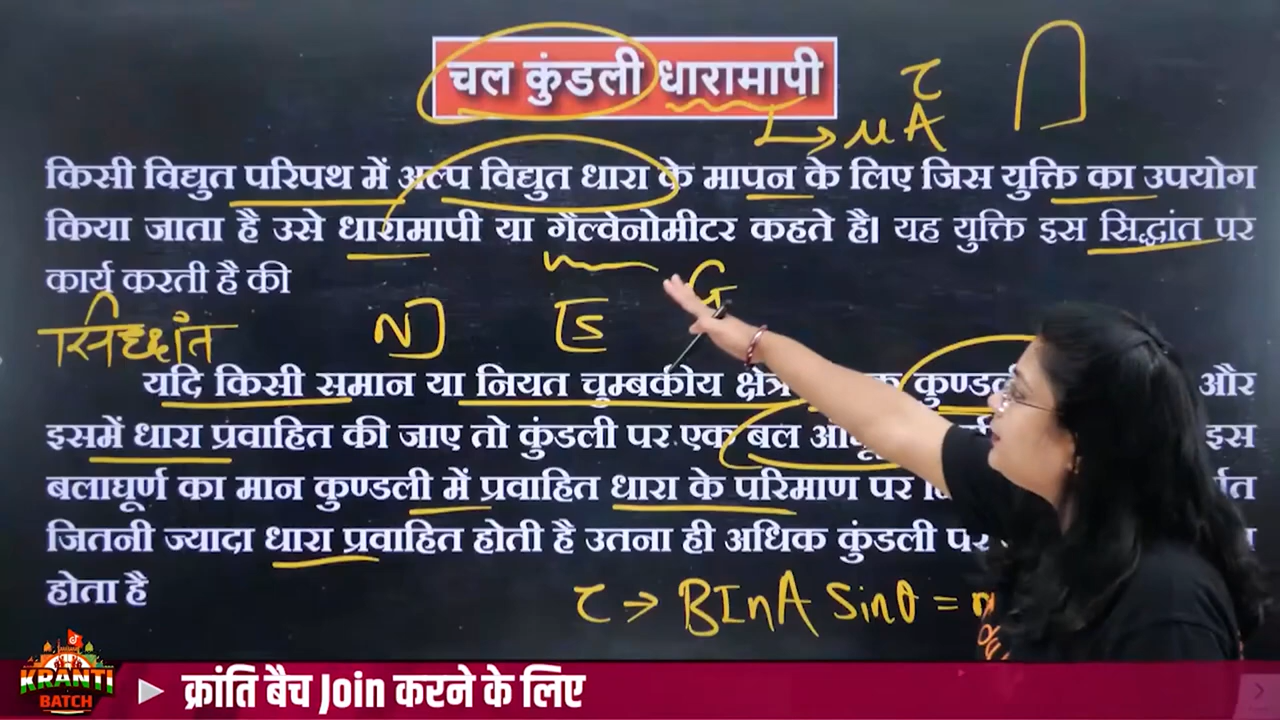 चल कुंडली धारामापी
τ
→ μA
किसी विद्युत परिपथ में अल्प विद्युत धारा के मापन के लिए जिस युक्ति का उपयोग
किया जाता है उसे धारामापी या गैल्वेनोमीटर कहते है। यह युक्ति इस सिद्धांत पर
कार्य करती है की
G
सिद्धांत N S
यदि किसी समान या नियत चुम्बकीय क्षेत्र और
इसमें धारा प्रवाहित की जाए तो कुंडली पर एक बल इस
बलाघूर्ण का मान कुण्डली में प्रवाहित धारा के परिमाण पर
जितनी ज्यादा धारा प्रवाहित होती है उतना ही अधिक कुंडली पर
होता है
τ → BInA Sinθ =
KRANTI
BATCH
क्रांति बैच Join करने के लिए